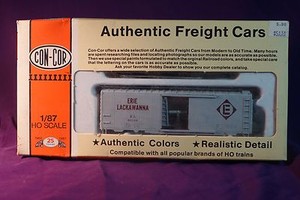 Authentic Freight Cars
Con-Cor offers a wide selection of Authentic Freight Cars from Modern to Old Time. Many hours
are spent researching files and locating photographs so our models are as accurate as possible.
Then we use special paint formulated to match the original Railroad colors, and take special care
that the lettering on the cars is as accurate as possible.
Ask your favorite Hobby Dealer to show you our complete catalog.
CON-COR
1/87
HO SCALE
25
ERIE
LACKAWANNA
E
★Authentic Colors ★Realistic Detail
Compatible with all popular brands of HO trains